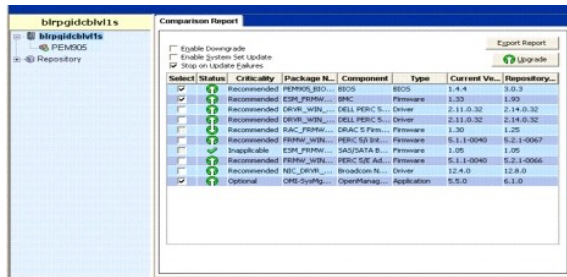 blrpgidcblvl1s
blrpgidcblvl1s
PEM905
Repository
Comparison Report
Enable Downgrade
Enable System Set Update
Stop on Update Failures
Export Report
Upgrade
Select Status Criticality Package N... Component Type Current Ve... Repository...
Recommended PEM905_BIO... BIOS BIOS 1.4.4 3.0.3
Recommended ESM_FRMW... BMC Firmware 1.33 1.93
Recommended DRVR_WIN_... DELL PERC 5... Driver 2.11.0.32 2.14.0.32
Recommended DRVR_WIN_... DELL PERC 5... Driver 2.11.0.32 2.14.0.32
Recommended RAC_FRMW... DRAC 5 Firm... Firmware 1.30 1.25
Recommended FRMW_WIN... PERC 5/i Int... Firmware 5.1.1-0040 5.2.1-0067
Inapplicable ESM_FRMW... SAS/SATA B... Firmware 1.05 1.05
Recommended FRMW_WIN... PERC 5/E Ad... Firmware 5.1.1-0040 5.2.1-0066
Recommended NIC_DRVR_... Broadcom N... Driver 12.4.0 12.8.0
Optional OM-SysMg... OpenManag... Application 5.5.0 6.1.0